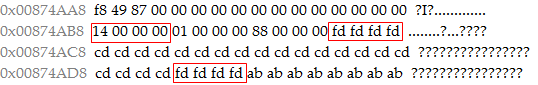 0x00874AA8 f8 49 87 00 00 00 00 00 00 00 00 00 00 00 00 00 ?I?.............
0x00874AB8 14 00 00 00 01 00 00 00 88 00 00 00 fd fd fd fd ........?...????
0x00874AC8 cd cd cd cd cd cd cd cd cd cd cd cd cd cd cd cd ????????????????
0x00874AD8 cd cd cd cd fd fd fd fd ab ab ab ab ab ab ab ab ????????????????